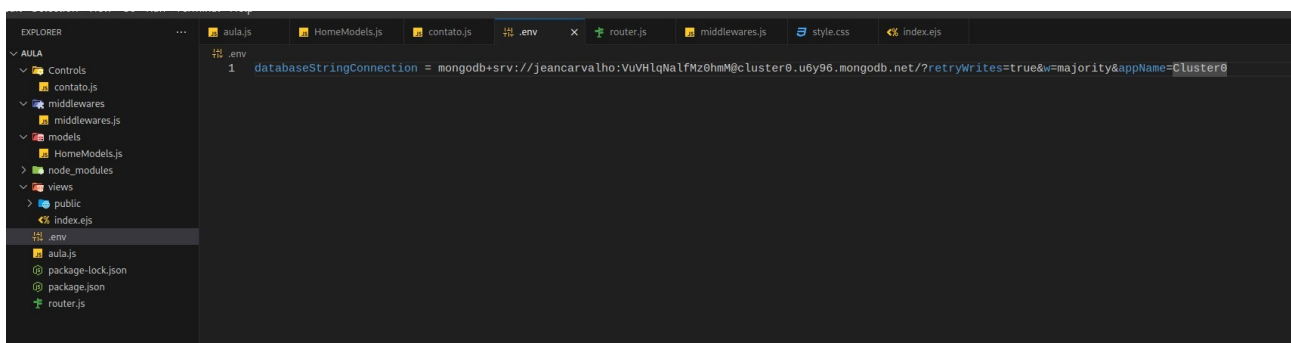 EXPLORER
aula.js
HomeModels.js
contato.js
.env
router.js
middlewares.js
style.css
index.ejs
AULA
.env
Controls
1 databaseStringConnection = mongodb+srv://jeancarvalho:VuVHlqNalfMz0hmM@cluster0.u6y96.mongodb.net/?retryWrites=true&w=majority&appName=Cluster0
contato.js
middlewares
middlewares.js
models
HomeModels.js
node_modules
views
public
index.ejs
.env
aula.js
package-lock.json
package.json
router.js